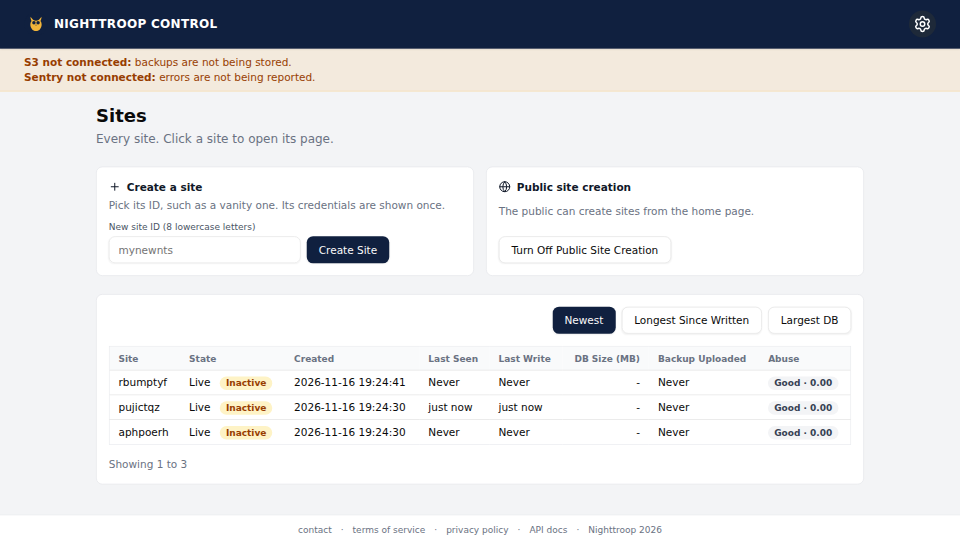 NIGHTTROOP CONTROL
S3 not connected: backups are not being stored.
Sentry not connected: errors are not being reported.
Sites
Every site. Click a site to open its page.
Create a site
Pick its ID, such as a vanity one. Its credentials are shown once.
New site ID (8 lowercase letters)
mynewnts
Create Site
Public site creation
The public can create sites from the home page.
Turn Off Public Site Creation
Newest Longest Since Written Largest DB
Site State Created Last Seen Last Write DB Size (MB) Backup Uploaded Abuse
rbumptyf Live Inactive 2026-11-16 19:24:41 Never Never - Never Good · 0.00
pujictqz Live Inactive 2026-11-16 19:24:30 just now just now - Never Good · 0.00
aphpoerh Live Inactive 2026-11-16 19:24:30 Never Never - Never Good · 0.00
Showing 1 to 3
contact · terms of service · privacy policy · API docs · Nighttroop 2026